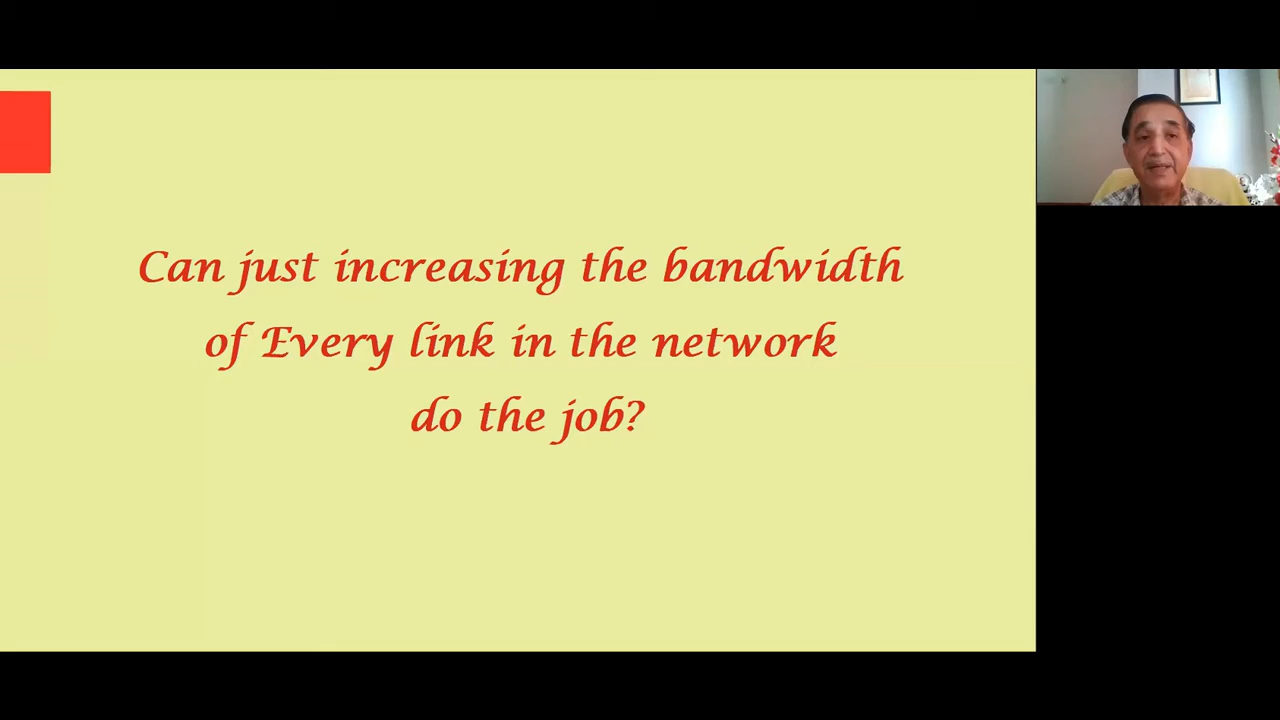 Can just increasing the bandwidth
of Every link in the network
do the job?